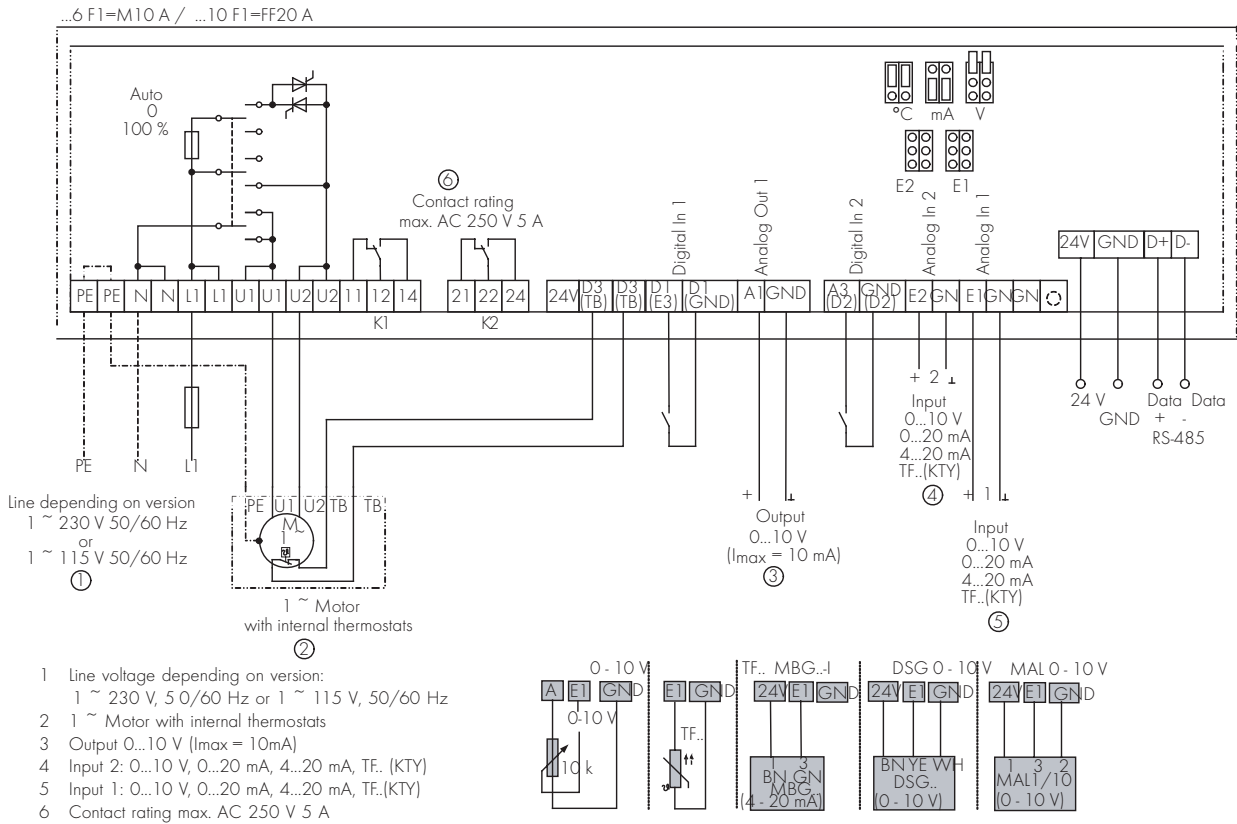 ...6 F1=M10 A / ...10 F1=FF20 A
Auto
0
100 %
°C mA V
E2 E1
6
Contact rating
max. AC 250 V 5 A
Digital In 1
Analog Out 1
Digital In 2
Analog In 2
Analog In 1
24V GND D+ D-
PE PE N N L1 L1 U1 U1 U2 U2 11 12 14
K1
21 22 24
K2
24V D3 (TB) D3 (TB) D1 (E3) D1 (GND)
A1 GND
A3 (D2) GND (D2) E2 GN E1 GN GN
24 V
GND
Data + Data -
RS-485
+ 2 ⊥
Input
0...10 V
0...20 mA
4...20 mA
TF..(KTY)
4
+ 1 ⊥
Input
0...10 V
0...20 mA
4...20 mA
TF..(KTY)
5
+ ⊥
Output
0...10 V
(Imax = 10 mA)
3
PE N L1
Line depending on version
1 ~ 230 V 50/60 Hz
or
1 ~ 115 V 50/60 Hz
1
PE U1 U2 TB TB
M~
1
1 ~ Motor
with internal thermostats
2
1 Line voltage depending on version:
1 ~ 230 V, 5 0/60 Hz or 1 ~ 115 V, 50/60 Hz
2 1 ~ Motor with internal thermostats
3 Output 0...10 V (Imax = 10mA)
4 Input 2: 0...10 V, 0...20 mA, 4...20 mA, TF.. (KTY)
5 Input 1: 0...10 V, 0...20 mA, 4...20 mA, TF..(KTY)
6 Contact rating max. AC 250 V 5 A
0 - 10 V
A E1 GND
0-10 V
10 k
E1 GND
TF..
ϑ
TF.. MBG..-I
24V E1 GND
1 3
BN GN
MBG..
(4 - 20 mA)
DSG 0 - 10 V
24V E1 GND
BN YE WH
DSG..
(0 - 10 V)
MAL 0 - 10 V
24V E1 GND
1 3 2
MAL1/10
(0 - 10 V)